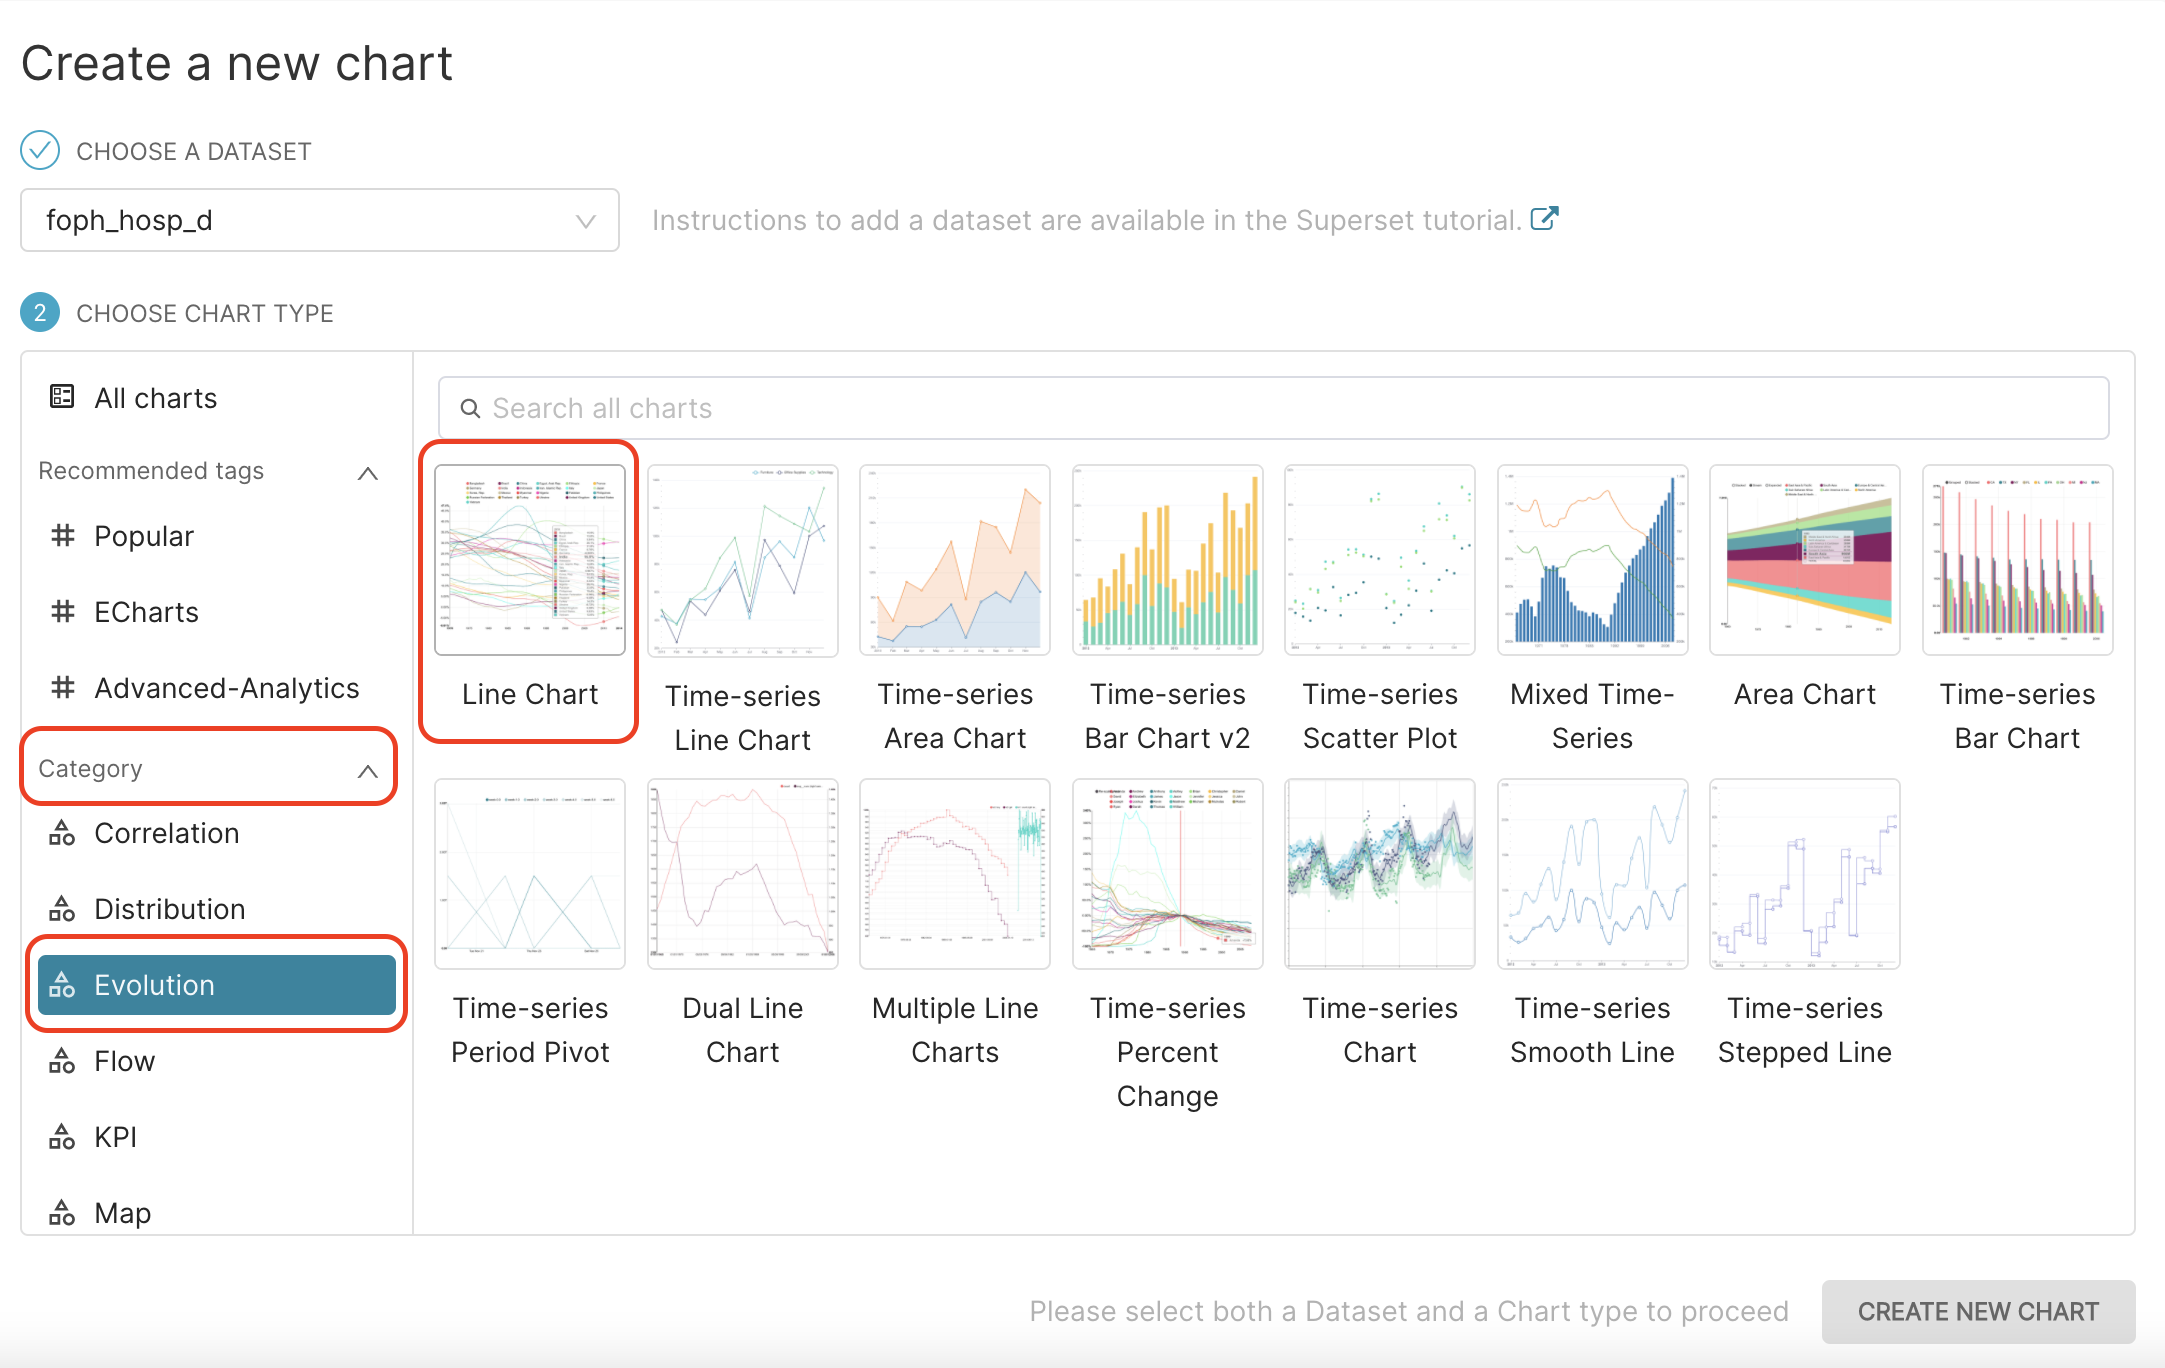 Create a new chart
CHOOSE A DATASET
foph_hosp_d
Instructions to add a dataset are available in the Superset tutorial.
2
CHOOSE CHART TYPE
All charts
Recommended tags
Popular
ECharts
Advanced-Analytics
Category
Correlation
Distribution
Evolution
Flow
KPI
Map
Search all charts
Line Chart
Time-series
Line Chart
Time-series
Area Chart
Time-series
Bar Chart v2
Time-series
Scatter Plot
Mixed Time-
Series
Area Chart
Time-series
Bar Chart
Time-series
Period Pivot
Dual Line
Chart
Multiple Line
Charts
Time-series
Percent
Change
Time-series
Chart
Time-series
Smooth Line
Time-series
Stepped Line
Please select both a Dataset and a Chart type to proceed
CREATE NEW CHART